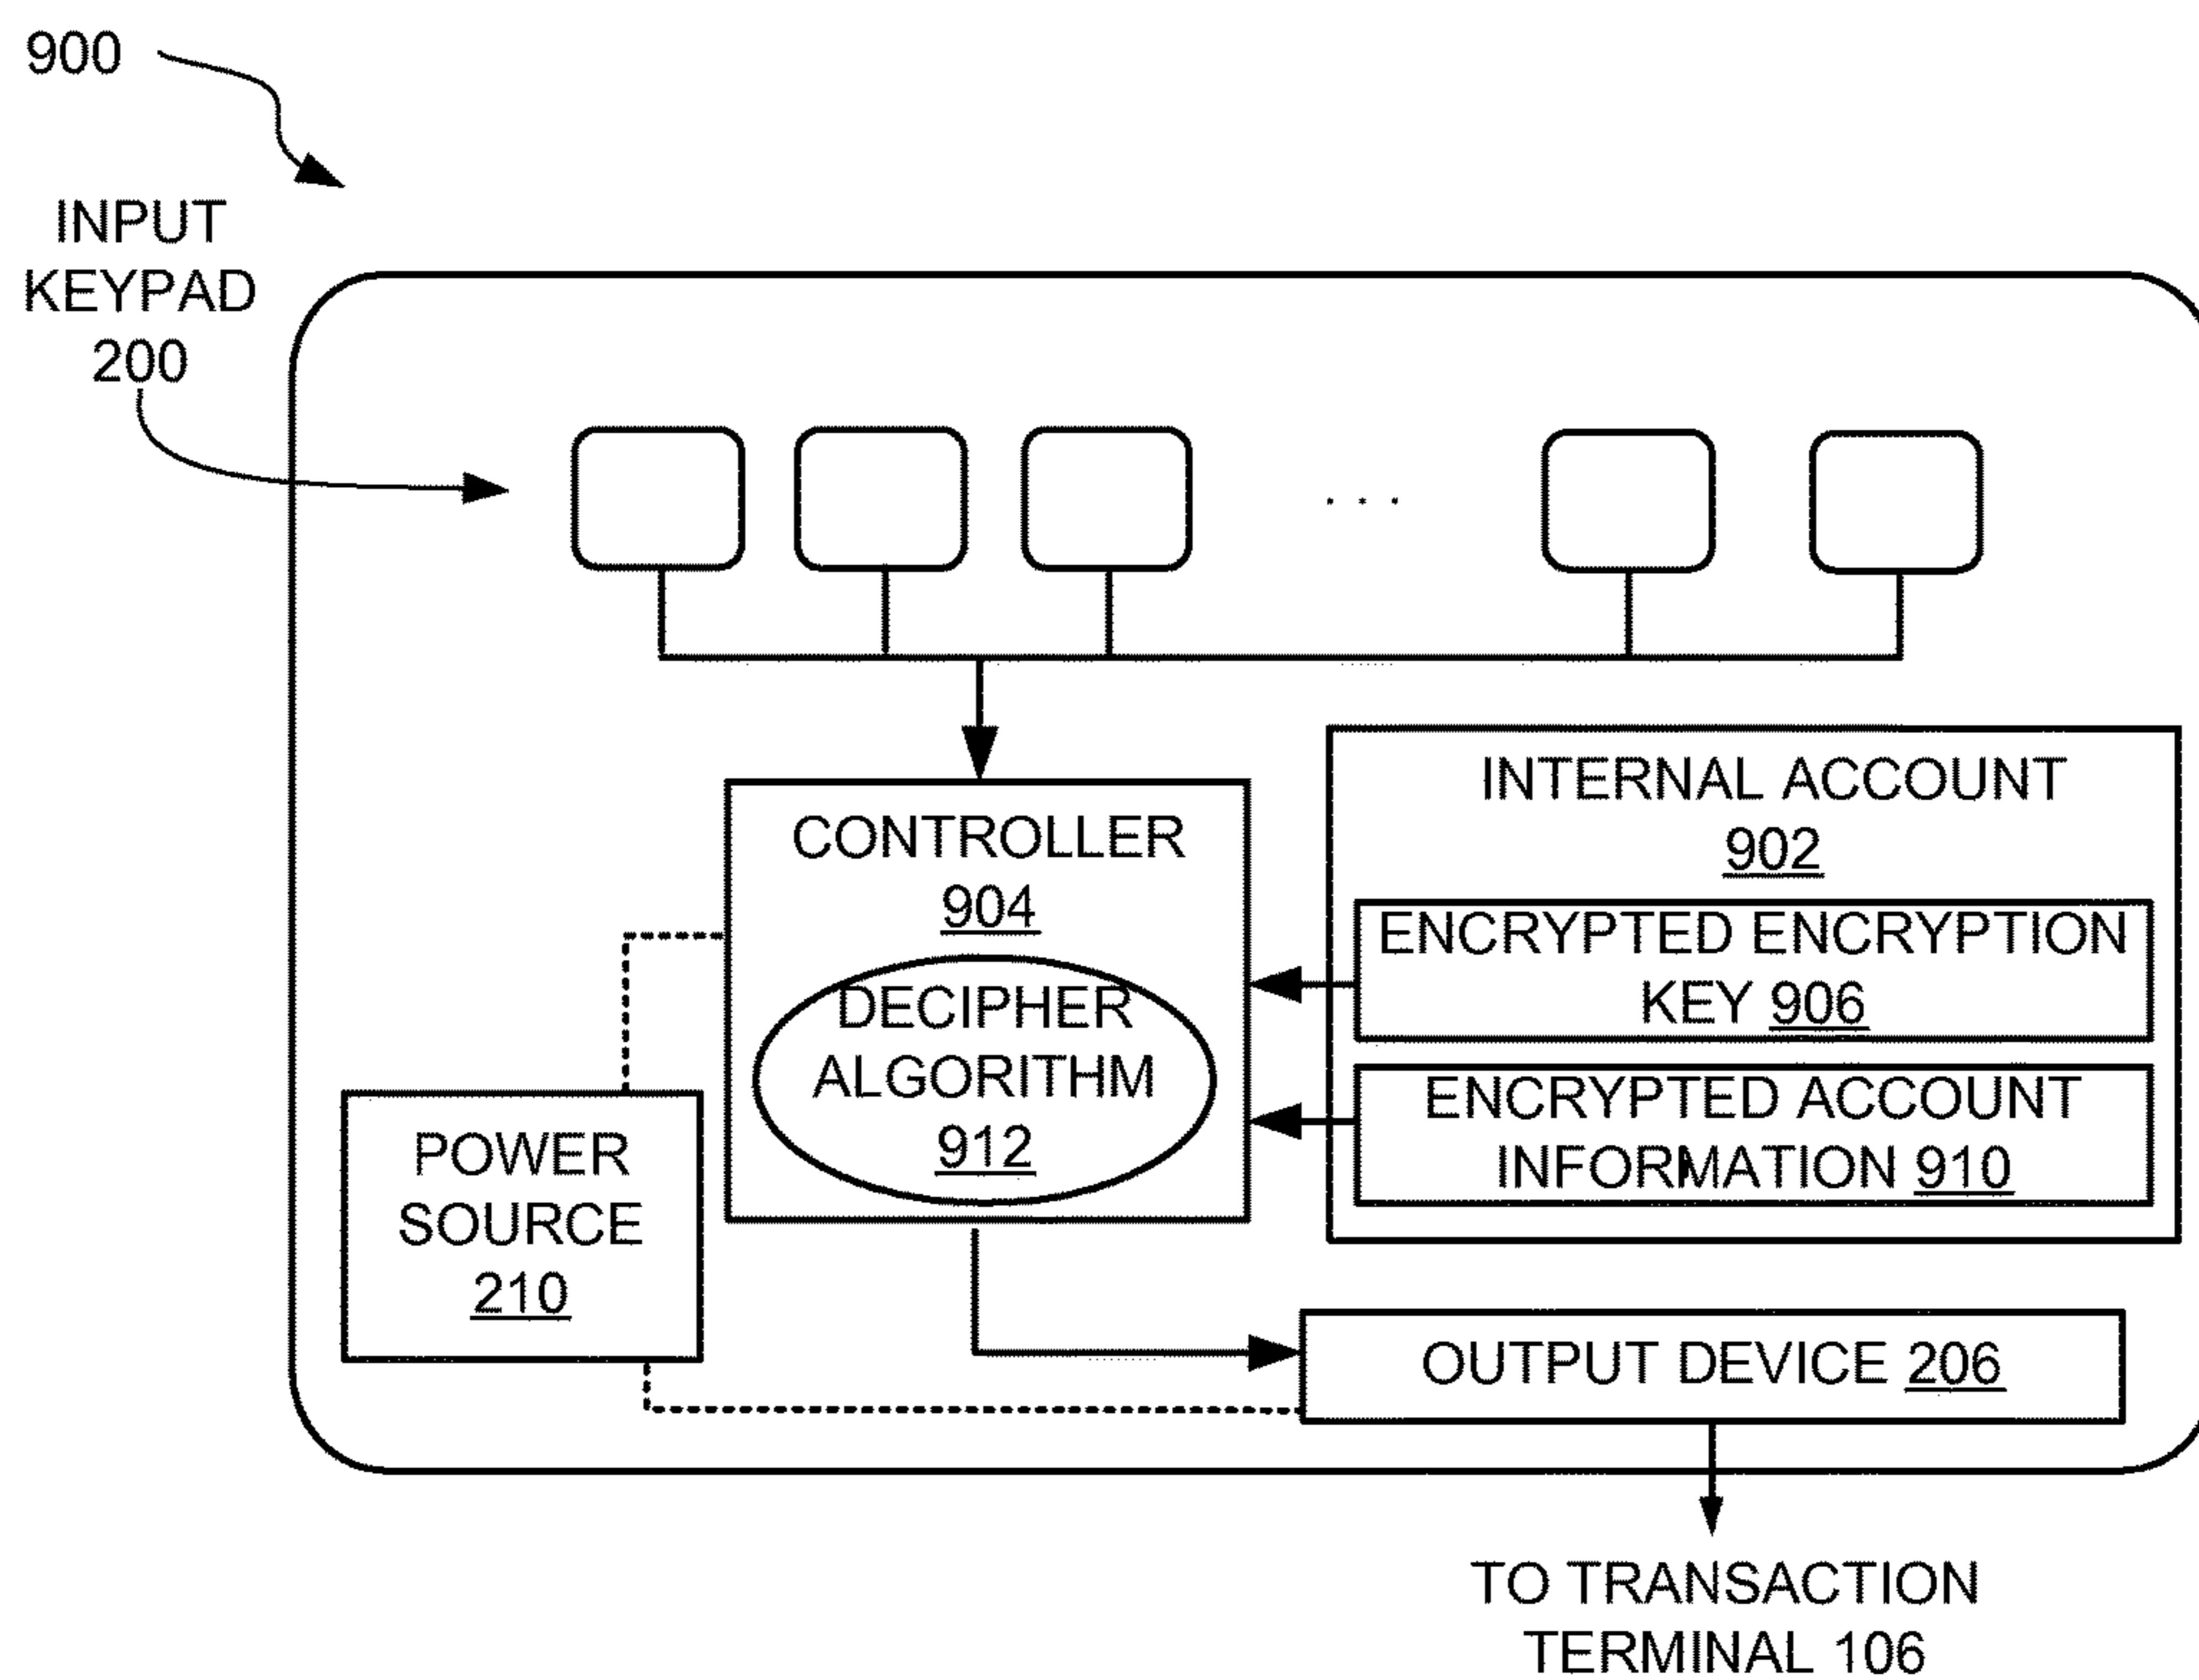 900
INPUT
KEYPAD
200
. . .
CONTROLLER
904
DECIPHER
ALGORITHM
912
INTERNAL ACCOUNT
902
ENCRYPTED ENCRYPTION
KEY 906
ENCRYPTED ACCOUNT
INFORMATION 910
POWER
SOURCE
210
OUTPUT DEVICE 206
TO TRANSACTION
TERMINAL 106